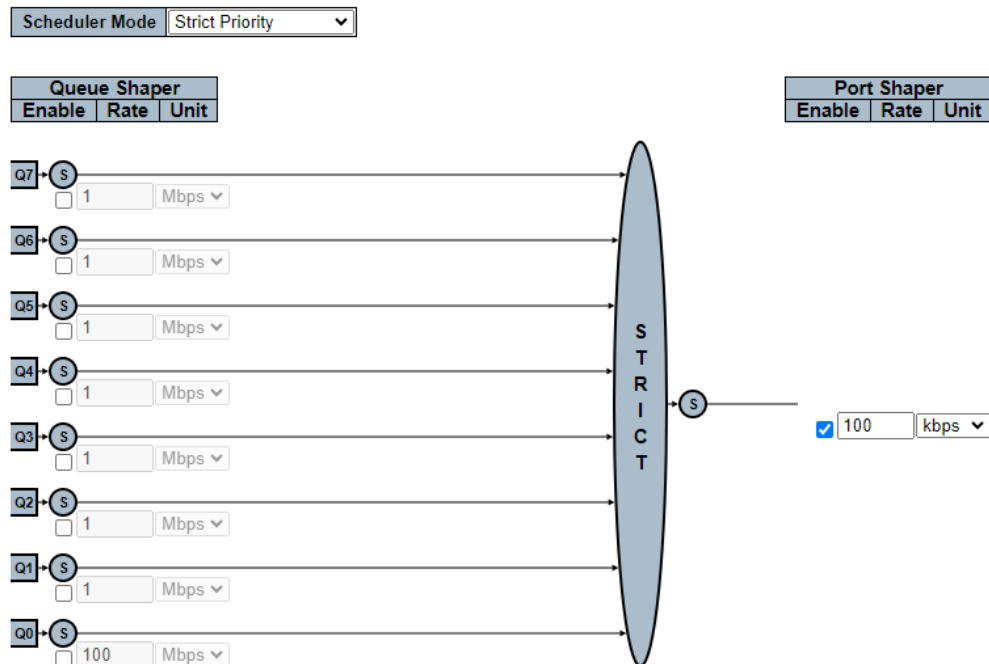 Scheduler Mode Strict Priority
Queue Shaper
Enable Rate Unit
Port Shaper
Enable Rate Unit
Q7 S
1 Mbps
Q6 S
1 Mbps
Q5 S
1 Mbps
Q4 S
1 Mbps
Q3 S
1 Mbps
Q2 S
1 Mbps
Q1 S
1 Mbps
Q0 S
100 Mbps
S
T
R
I
C
T
S
100 kbps